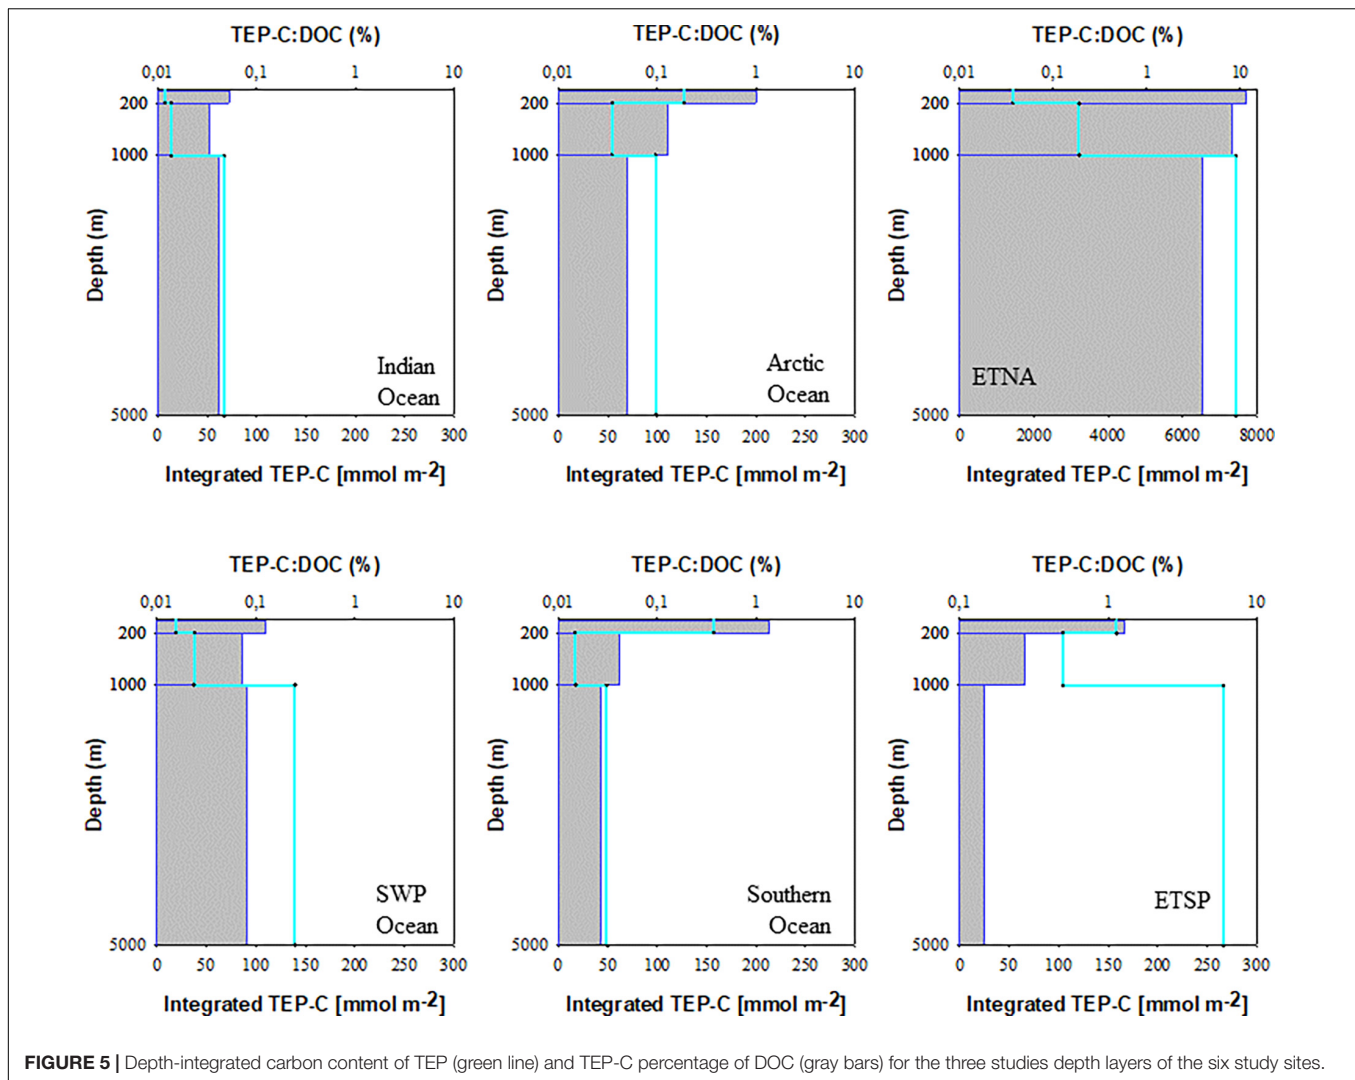 TEP-C:DOC (%)
0,01 0,1 1 10
200
1000
5000
Depth (m)
Indian
Ocean
0 50 100 150 200 250 300
Integrated TEP-C [mmol m-2]
TEP-C:DOC (%)
0,01 0,1 1 10
200
1000
5000
Depth (m)
Arctic
Ocean
0 50 100 150 200 250 300
Integrated TEP-C [mmol m-2]
TEP-C:DOC (%)
0,01 0,1 1 10
200
1000
5000
Depth (m)
ETNA
0 2000 4000 6000 8000
Integrated TEP-C [mmol m-2]
TEP-C:DOC (%)
0,01 0,1 1 10
200
1000
5000
Depth (m)
SWP
Ocean
0 50 100 150 200 250 300
Integrated TEP-C [mmol m-2]
TEP-C:DOC (%)
0,01 0,1 1 10
200
1000
5000
Depth (m)
Southern
Ocean
0 50 100 150 200 250 300
Integrated TEP-C [mmol m-2]
TEP-C:DOC (%)
0,1 1 10
200
1000
5000
Depth (m)
ETSP
0 50 100 150 200 250 300
Integrated TEP-C [mmol m-2]
FIGURE 5 | Depth-integrated carbon content of TEP (green line) and TEP-C percentage of DOC (gray bars) for the three studies depth layers of the six study sites.